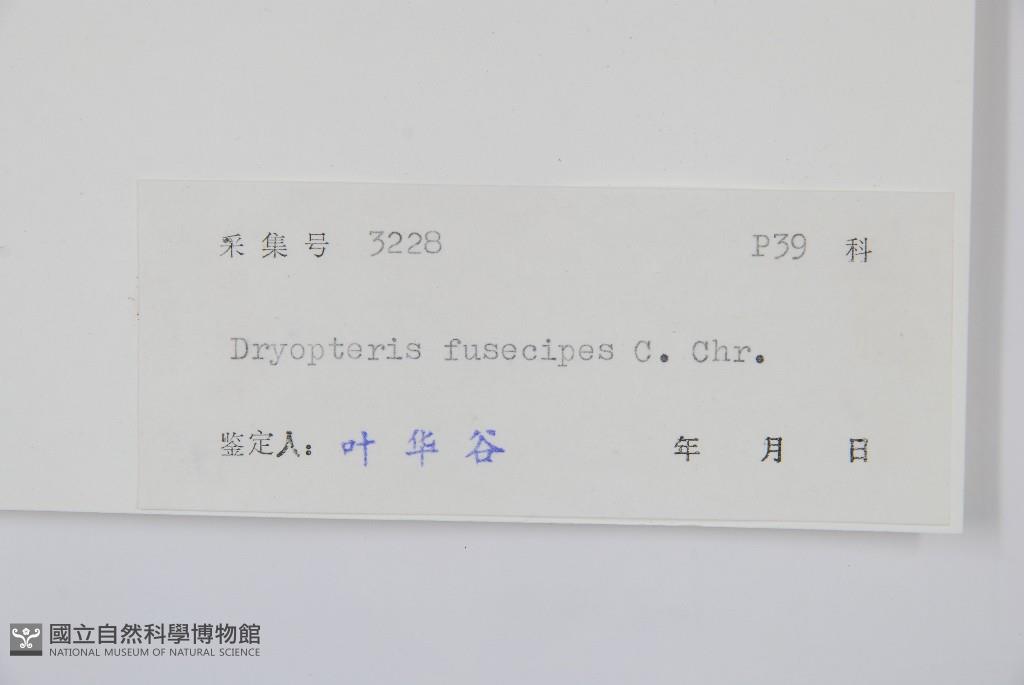 采集号 3228 P39 科
Dryopteris fusecipes C. Chr.
鉴定人: 叶华谷 年 月 日
國立自然科學博物館
NATIONAL MUSEUM OF NATURAL SCIENCE